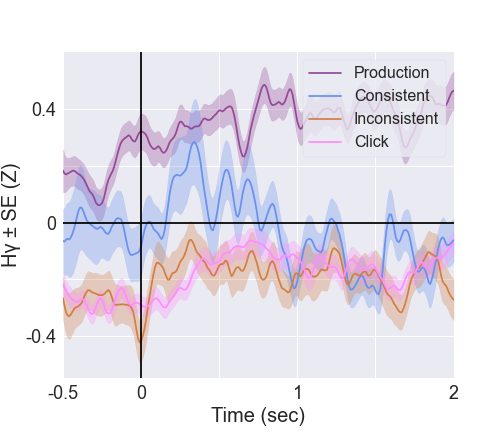 Production
Consistent
Inconsistent
Click
0.4
0
-0.4
Hγ ± SE (Z)
-0.5 0 1 2
Time (sec)